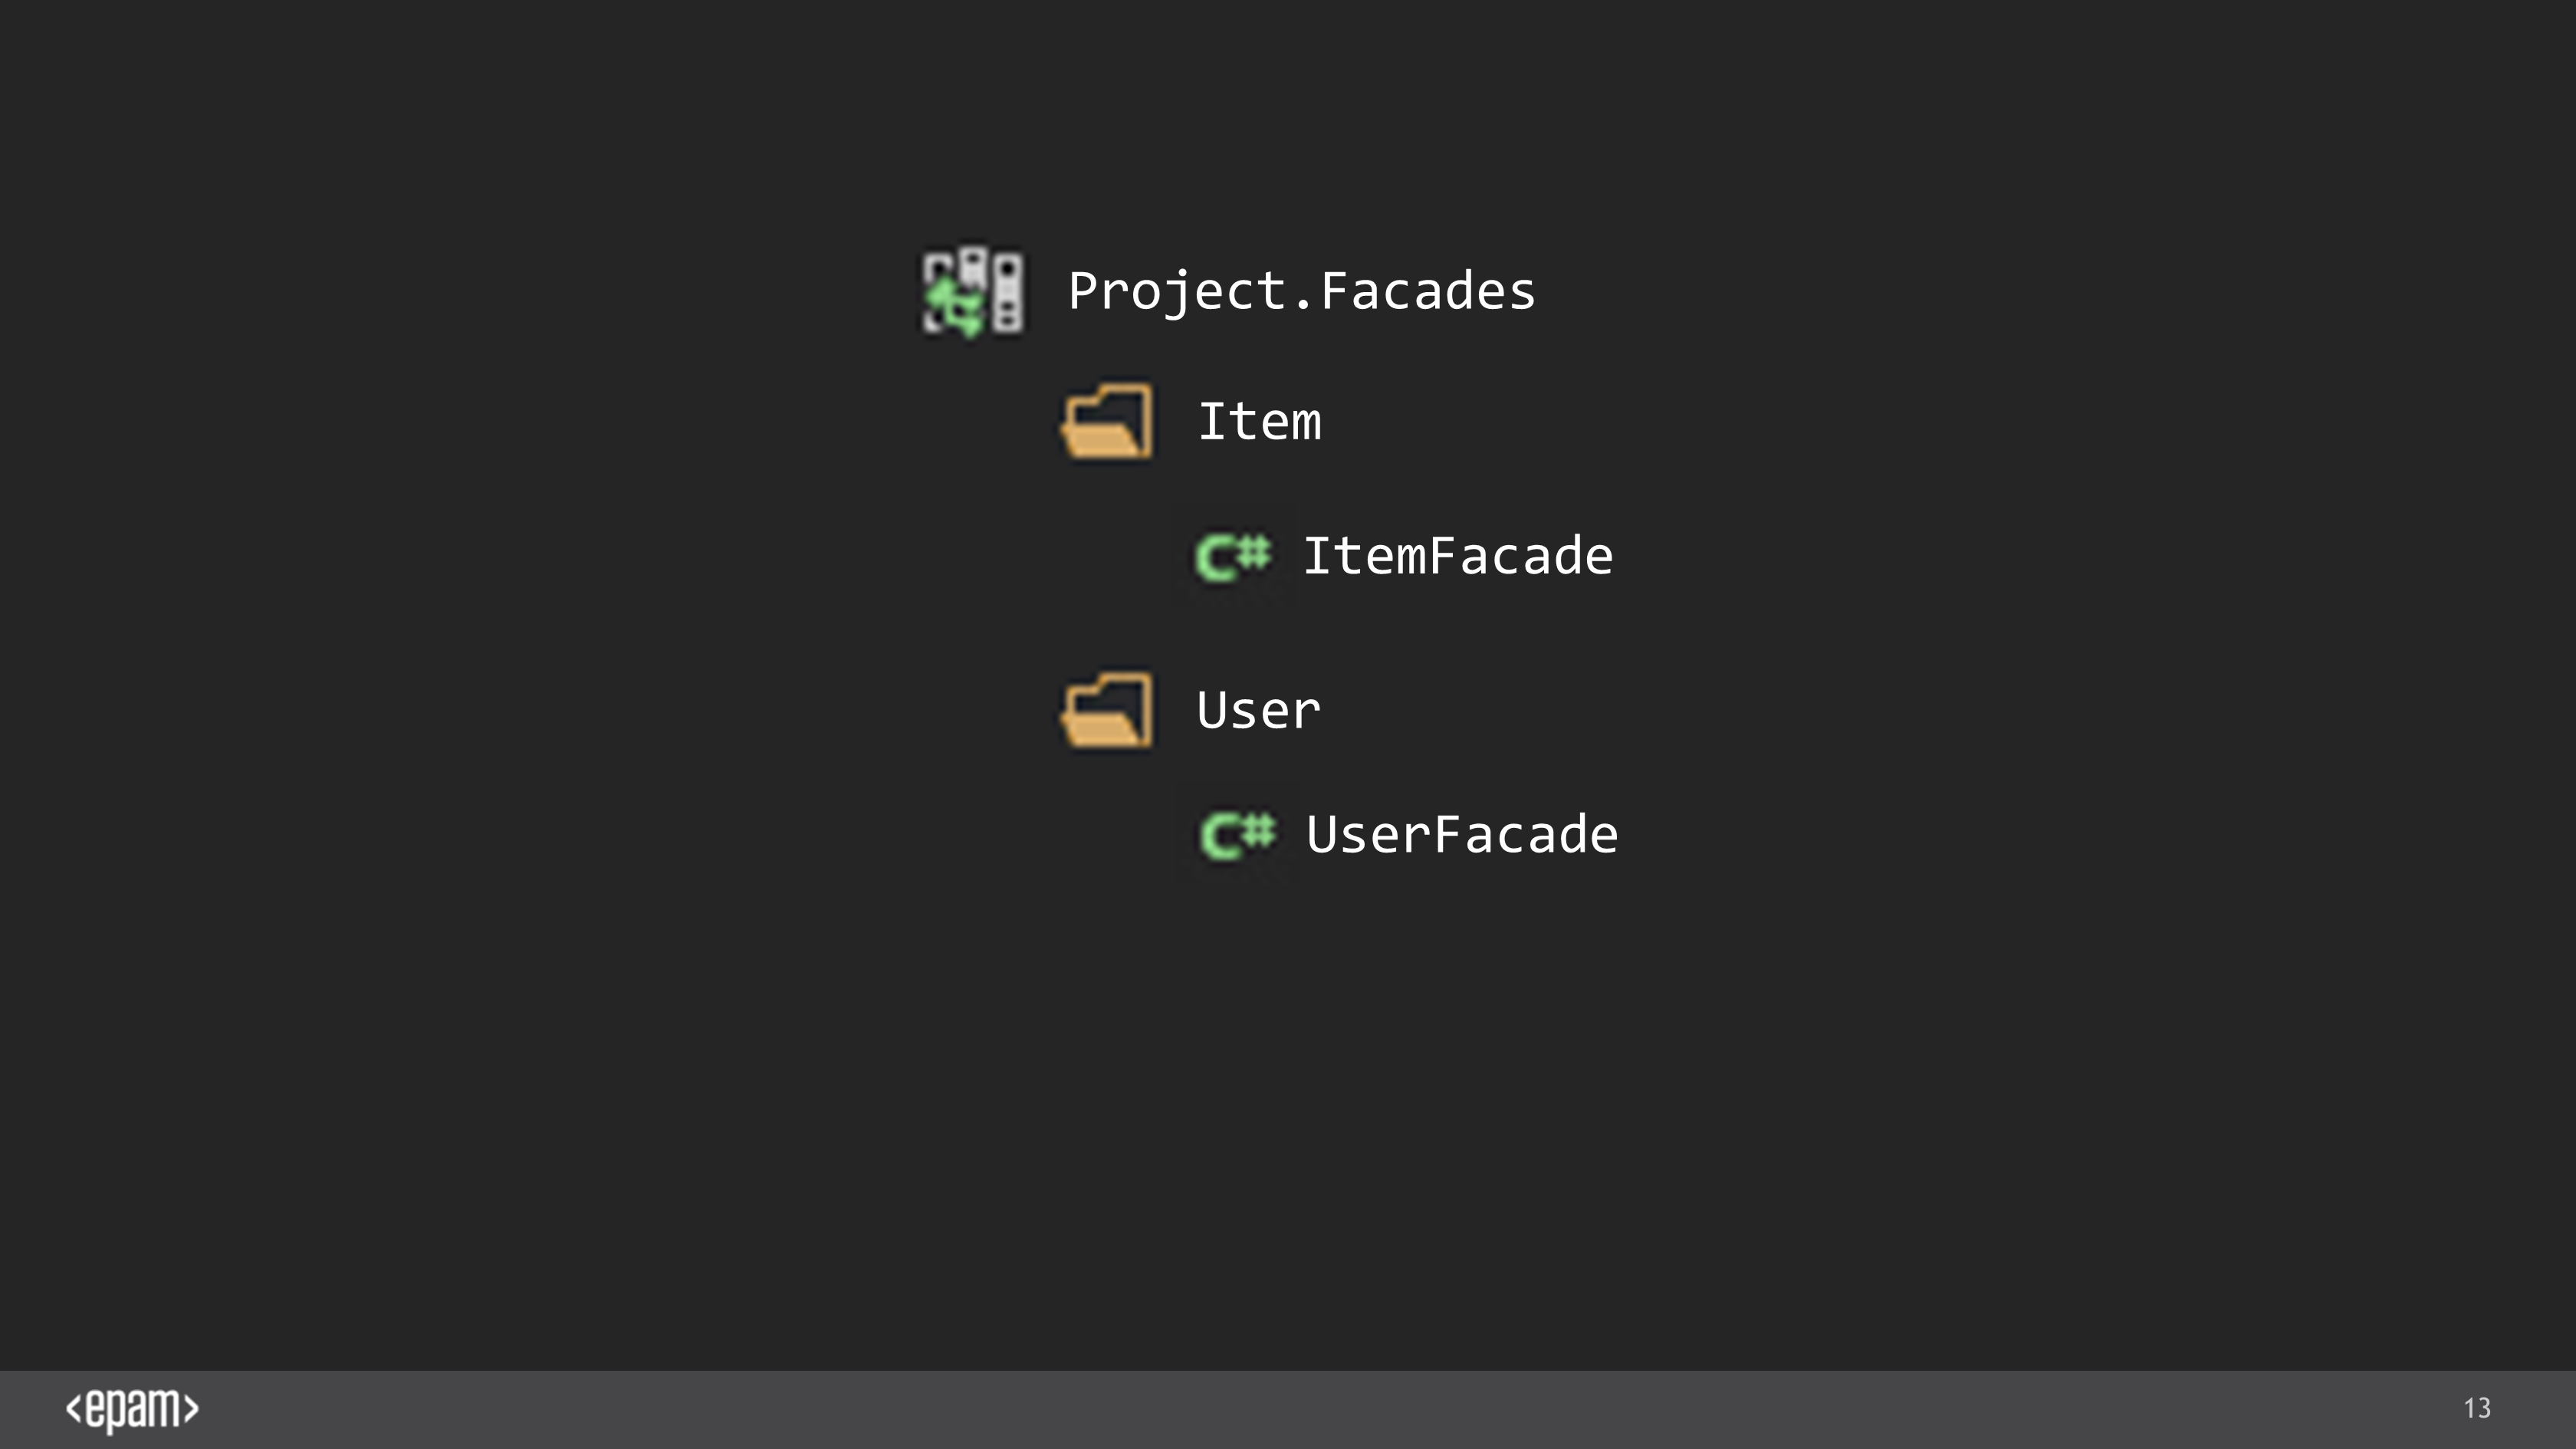 Project.Facades
Item
C# ItemFacade
User
C# UserFacade
<epam>
13